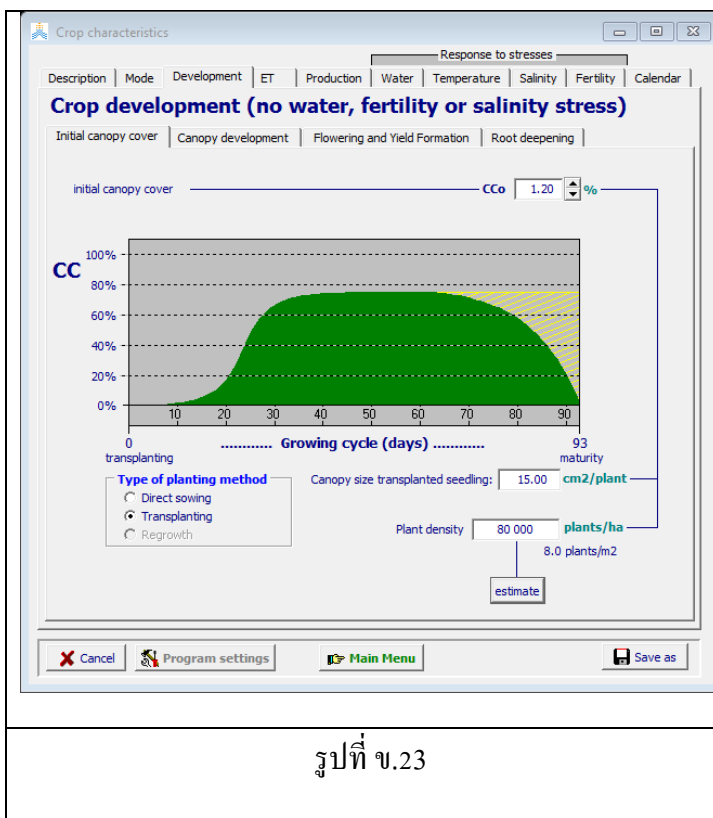 Crop characteristics
Response to stresses
Description Mode Development ET Production Water Temperature Salinity Fertility Calendar
Crop development (no water, fertility or salinity stress)
Initial canopy cover Canopy development Flowering and Yield Formation Root deepening
initial canopy cover CCo 1.20 %
CC
100%
80%
60%
40%
20%
0%
10 20 30 40 50 60 70 80 90
0 ............ Growing cycle (days) ............ 93
transplanting maturity
Type of planting method
Direct sowing
Transplanting
Regrowth
Canopy size transplanted seedling: 15.00 cm2/plant
Plant density 80 000 plants/ha
8.0 plants/m2
estimate
Cancel Program settings Main Menu Save as
รูปที่ ข.23